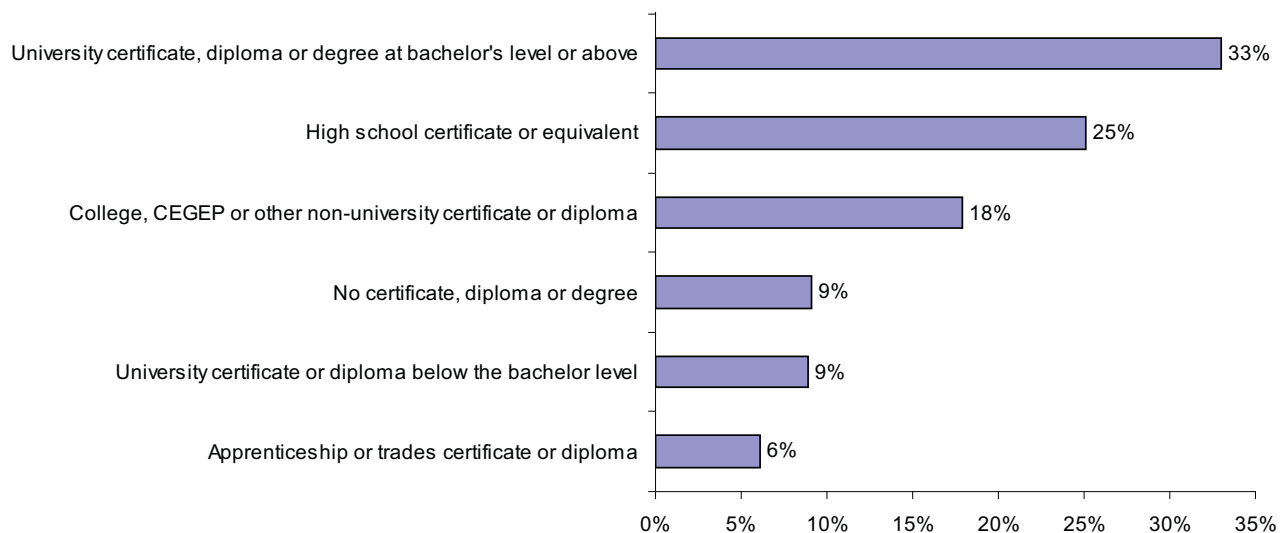 University certificate, diploma or degree at bachelor's level or above 33%
High school certificate or equivalent 25%
College, CEGEP or other non-university certificate or diploma 18%
No certificate, diploma or degree 9%
University certificate or diploma below the bachelor level 9%
Apprenticeship or trades certificate or diploma 6%
0% 5% 10% 15% 20% 25% 30% 35%